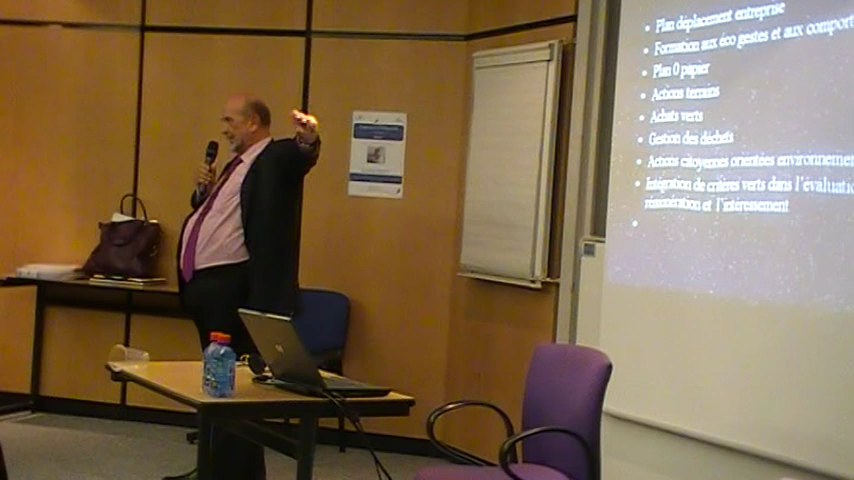 Plan déplacement entreprise
Formation aux éco gestes et aux comport
Plan 0 papier
Actions terrains
Achats verts
Gestion des déchets
Actions citoyennes orientées environnemen
Intégration de critères verts dans l'évaluatio
rémunération et l'intéressement